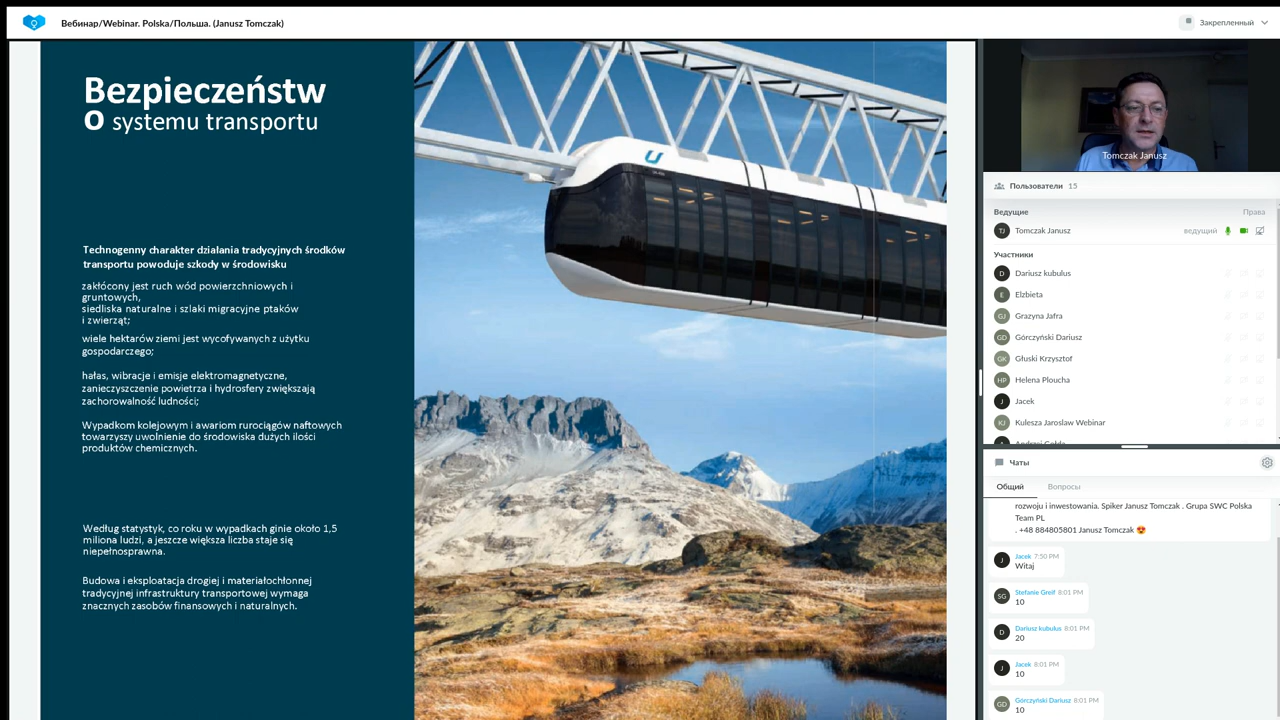 Вебинар/Webinar. Polska/Польша. (Janusz Tomczak)
Закрепленный
Bezpieczeństw
O systemu transportu
Technogenny charakter działania tradycyjnych środków
transportu powoduje szkody w środowisku
zakłócony jest ruch wód powierzchniowych i
gruntowych,
siedliska naturalne i szlaki migracyjne ptaków
i zwierząt;
wiele hektarów ziemi jest wycofywanych z użytku
gospodarczego;
hałas, wibracje i emisje elektromagnetyczne,
zanieczyszczenie powietrza i hydrosfery zwiększają
zachorowalność ludności;
Wypadkom kolejowym i awariom rurociągów naftowych
towarzyszy uwolnienie do środowiska dużych ilości
produktów chemicznych.
Według statystyk, co roku w wypadkach ginie około 1,5
miliona ludzi, a jeszcze większa liczba staje się
niepełnosprawna.
Budowa i eksploatacja drogiej i materiałochłonnej
tradycyjnej infrastruktury transportowej wymaga
znacznych zasobów finansowych i naturalnych.
Tomczak Janusz
Пользователи 15
Ведущие Права
TJ Tomczak Janusz ведущий
Участники
D Dariusz kubulus
E Elzbieta
GJ Grazyna Jafra
GD Górczyński Dariusz
GK Głuski Krzysztof
HP Helena Ploucha
J Jacek
KJ Kulesza Jaroslaw Webinar
Чаты
Общий Вопросы
rozwoju i inwestowania. Spiker Janusz Tomczak . Grupa SWC Polska
Team PL
. +48 884805801 Janusz Tomczak 😍
J Jacek 7:50 PM
Witaj
SG Stefanie Greif 8:01 PM
10
D Dariusz kubulus 8:01 PM
20
J Jacek 8:01 PM
10
GD Górczyński Dariusz 8:01 PM
10